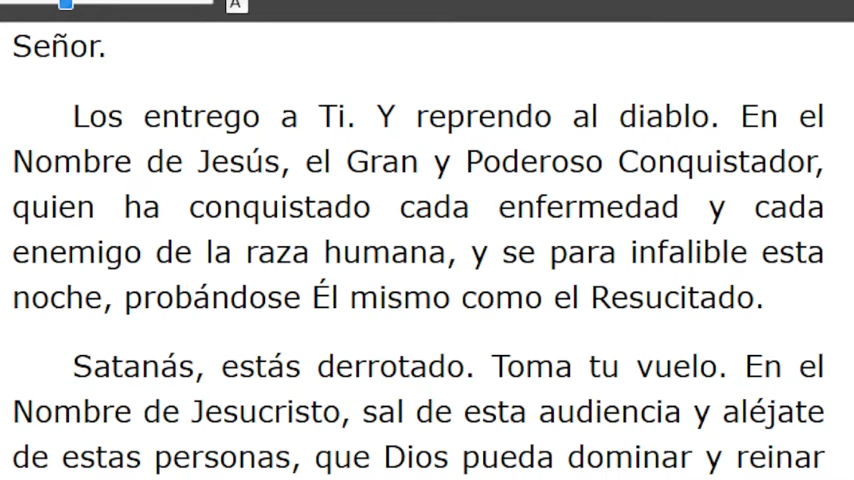 A
Señor.
Los entrego a Ti. Y reprendo al diablo. En el
Nombre de Jesús, el Gran y Poderoso Conquistador,
quien ha conquistado cada enfermedad y cada
enemigo de la raza humana, y se para infalible esta
noche, probándose Él mismo como el Resucitado.
Satanás, estás derrotado. Toma tu vuelo. En el
Nombre de Jesucristo, sal de esta audiencia y aléjate
de estas personas, que Dios pueda dominar y reinar